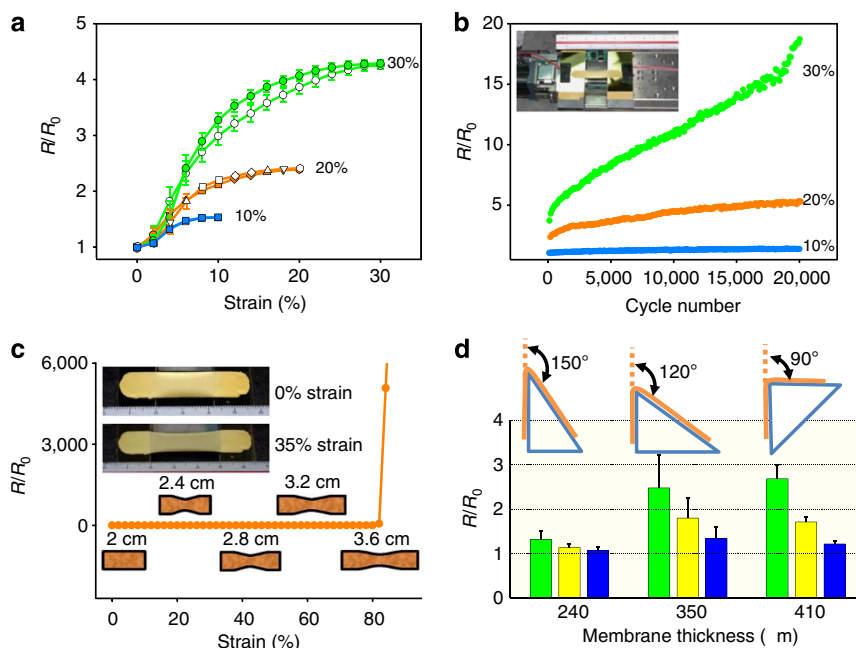 a
5
4
3
2
1
R/R0
0
10
20
30
Strain (%)
30%
20%
10%
b
20
15
10
5
R/R0
0
5,000
10,000
15,000
20,000
Cycle number
30%
20%
10%
c
6,000
3,000
0
R/R0
0% strain
35% strain
2.4 cm
3.2 cm
2 cm
2.8 cm
3.6 cm
0
20
40
60
80
Strain (%)
d
150°
120°
90°
4
3
2
1
0
R/R0
240
350
410
Membrane thickness ( m)